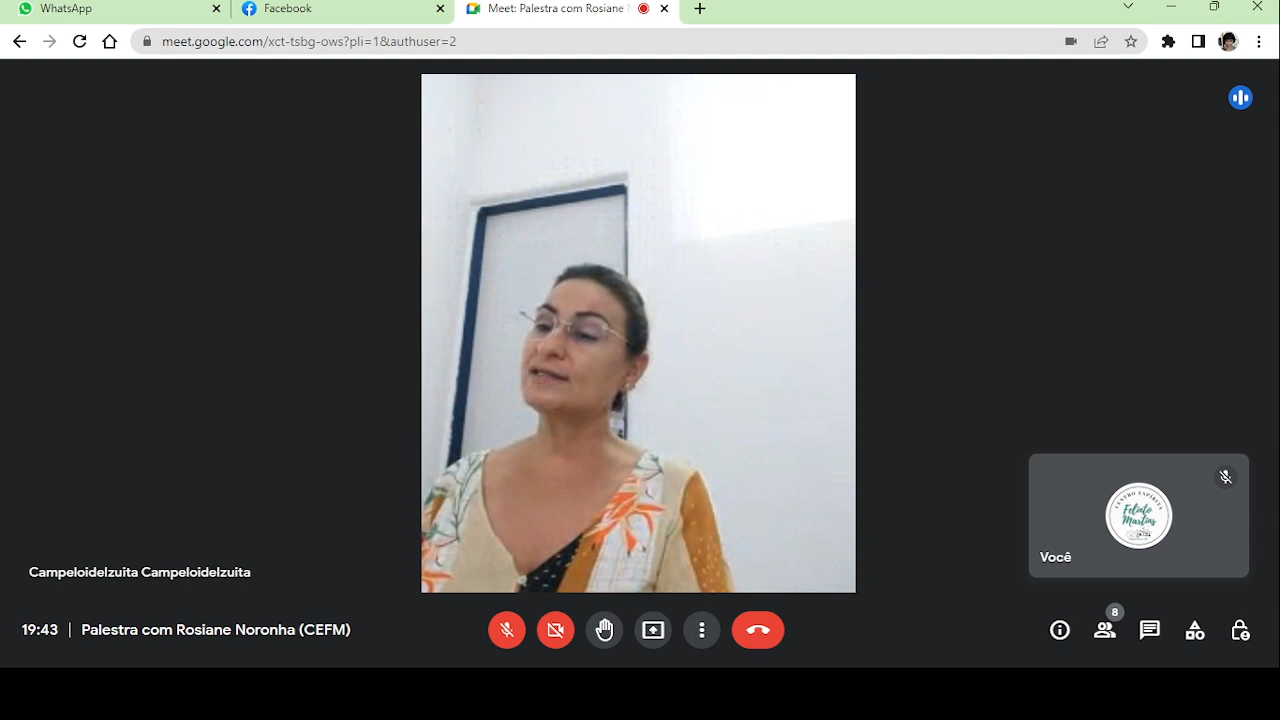 WhatsApp
Facebook
Meet: Palestra com Rosiane
meet.google.com/xct-tsbg-ows?pli=1&authuser=2
CENTRO ESPÍRITA
Felinto
Martins
Você
Campeloidelzuita Campeloidelzuita
8
19:43 | Palestra com Rosiane Noronha (CEFM)